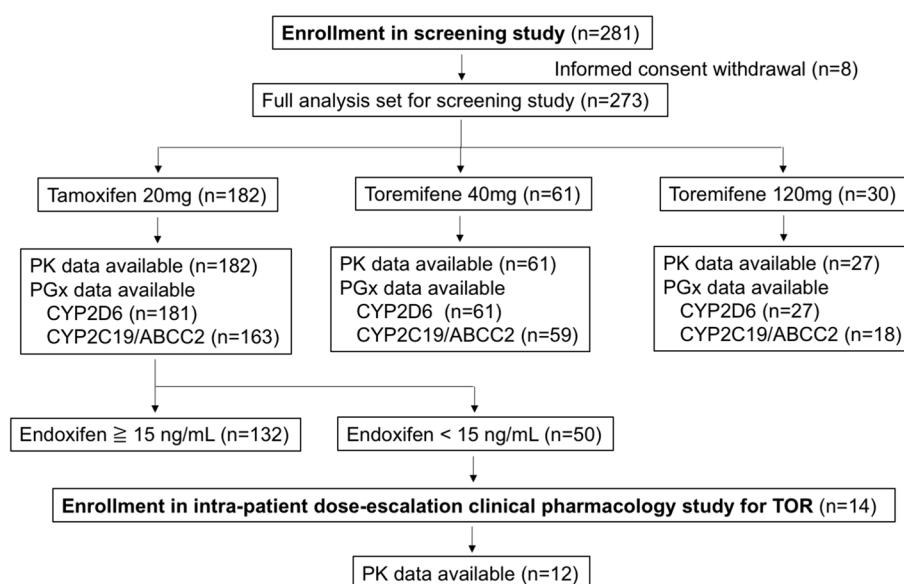 Enrollment in screening study (n=281)
Informed consent withdrawal (n=8)
Full analysis set for screening study (n=273)
Tamoxifen 20mg (n=182)
Toremifene 40mg (n=61)
Toremifene 120mg (n=30)
PK data available (n=182)
PGx data available
CYP2D6 (n=181)
CYP2C19/ABCC2 (n=163)
PK data available (n=61)
PGx data available
CYP2D6 (n=61)
CYP2C19/ABCC2 (n=59)
PK data available (n=27)
PGx data available
CYP2D6 (n=27)
CYP2C19/ABCC2 (n=18)
Endoxifen ≧ 15 ng/mL (n=132)
Endoxifen < 15 ng/mL (n=50)
Enrollment in intra-patient dose-escalation clinical pharmacology study for TOR (n=14)
PK data available (n=12)